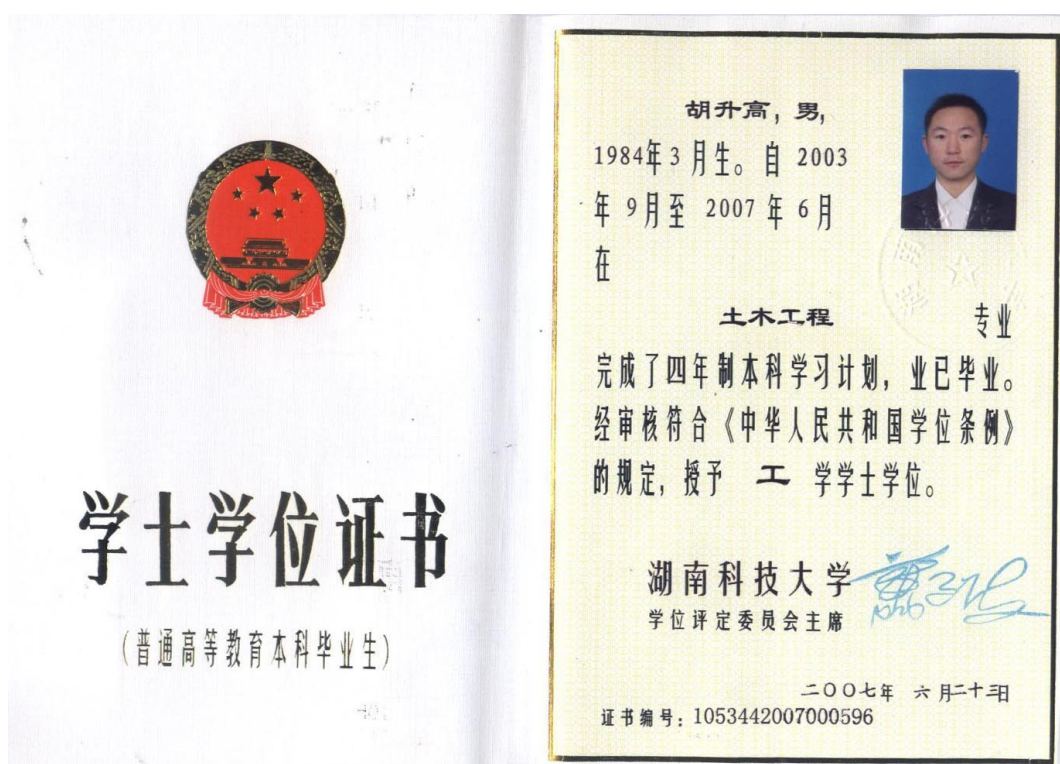 学士学位证书
(普通高等教育本科毕业生)
胡升高，男，
1984年3月生。自 2003
年 9月至 2007 年 6月
在
土木工程 专业
完成了四年制本科学习计划，业已毕业。
经审核符合《中华人民共和国学位条例》
的规定，授予 工 学学士学位。
湖南科技大学
学位评定委员会主席
二〇〇七年 六月二十三日
证书编号：1053442007000596